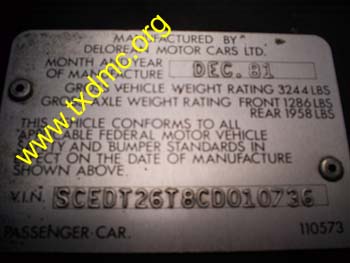 MANUFACTURED BY
DELOREAN MOTOR CARS LTD.
MONTH AND YEAR
OF MANUFACTURE DEC. 81
GROSS VEHICLE WEIGHT RATING 3244 LBS
GROSS AXLE WEIGHT RATING FRONT 1286 LBS
REAR 1958 LBS
THIS VEHICLE CONFORMS TO ALL
APPLICABLE FEDERAL MOTOR VEHICLE
SAFETY AND BUMPER STANDARDS IN
EFFECT ON THE DATE OF MANUFACTURE
SHOWN ABOVE.
V.I.N. SCEDT26T8CD010736
PASSENGER-CAR. 110573
www.txdmc.org